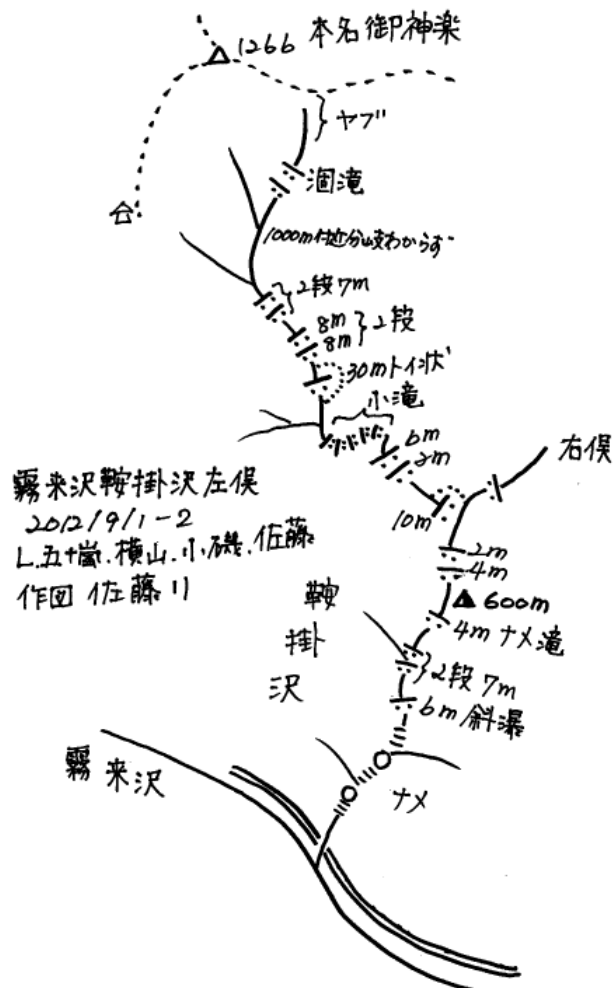 1266 本名御神楽
ヤブ
涸滝
1000m付近分岐わからず
2段7m
8m
8m
2段
30mトイ状
小滝
6m
2m
右俣
10m
霧来沢鞍掛沢左俣
2012/9/1-2
L.五十嵐.横山.小磯.佐藤
作図 佐藤
2m
4m
600m
4m ナメ滝
鞍掛沢
2段 7m
6m 斜瀑
霧来沢
ナメ